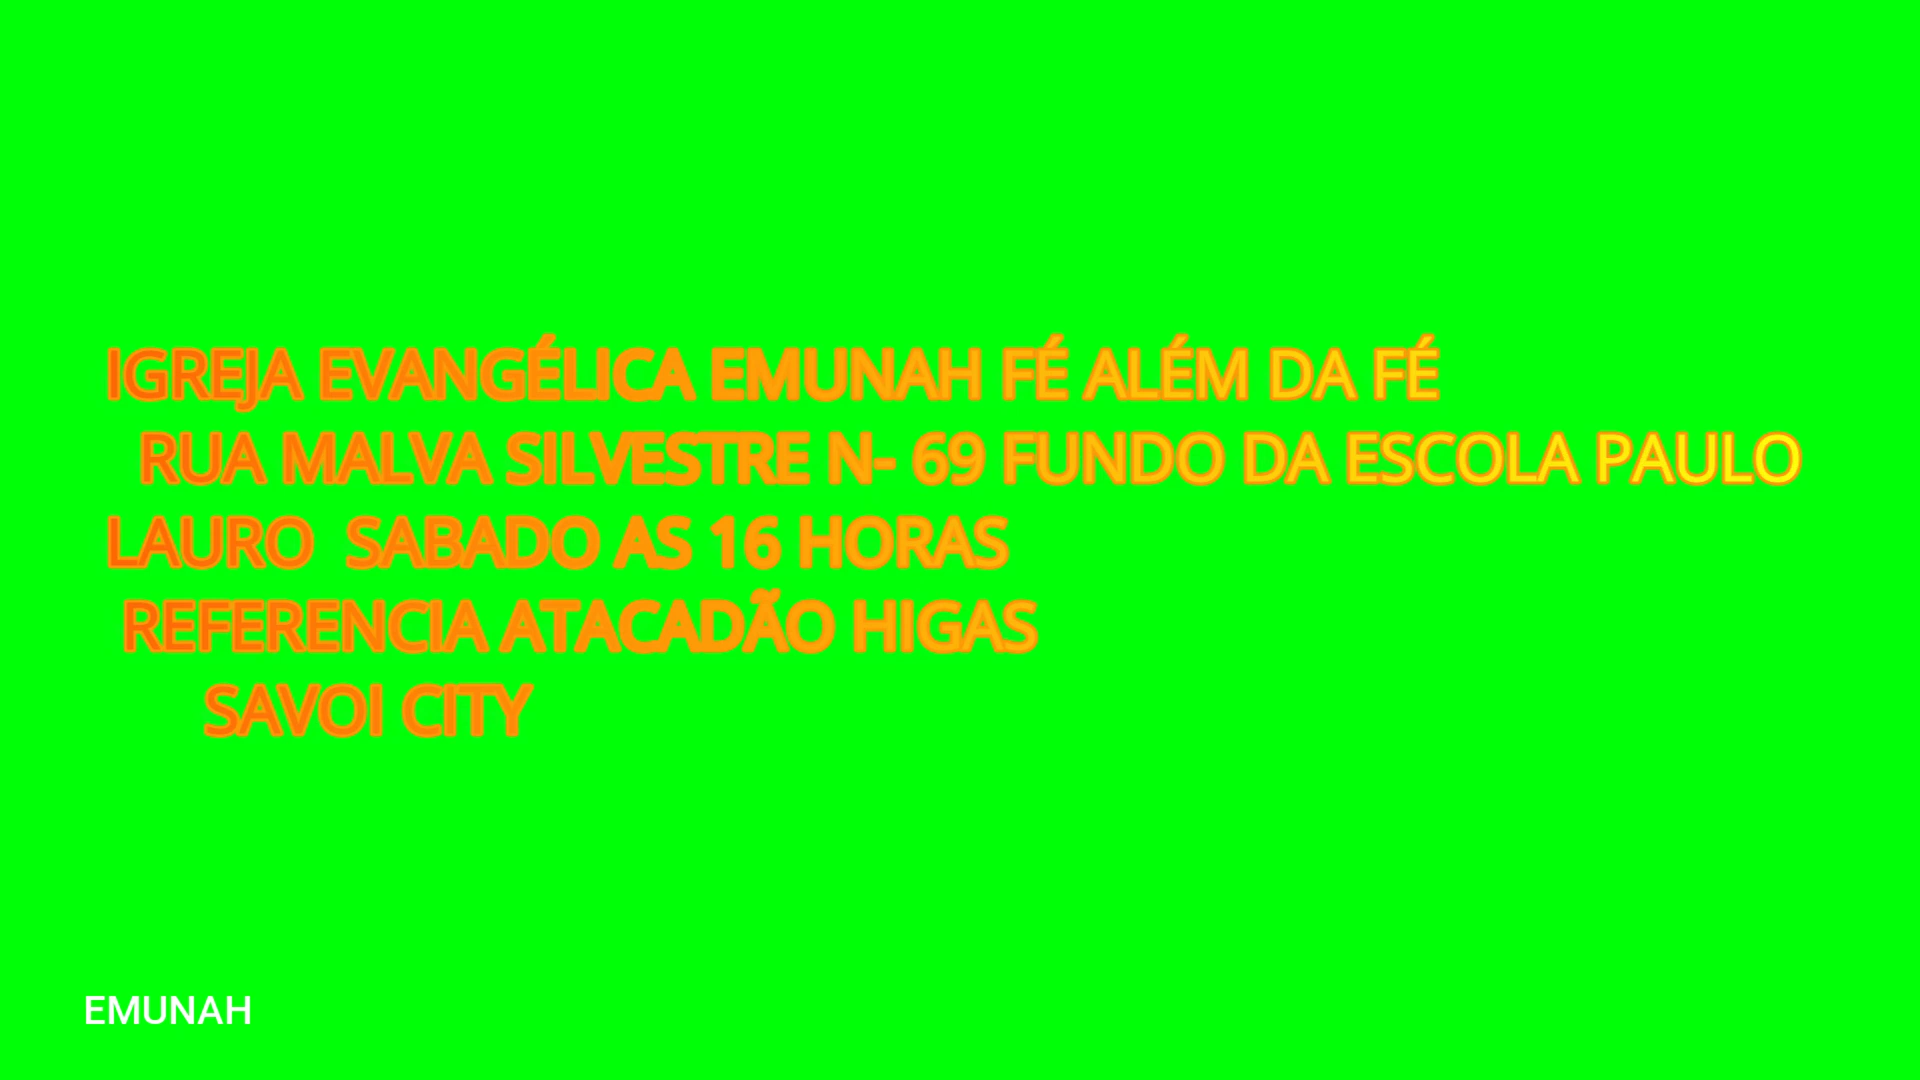 IGREJA EVANGÉLICA EMUNAH FÉ ALÉM DA FÉ
RUA MALVA SILVESTRE N- 69 FUNDO DA ESCOLA PAULO
LAURO  SABADO AS 16 HORAS
REFERENCIA ATACADÃO HIGAS
SAVOI CITY
EMUNAH